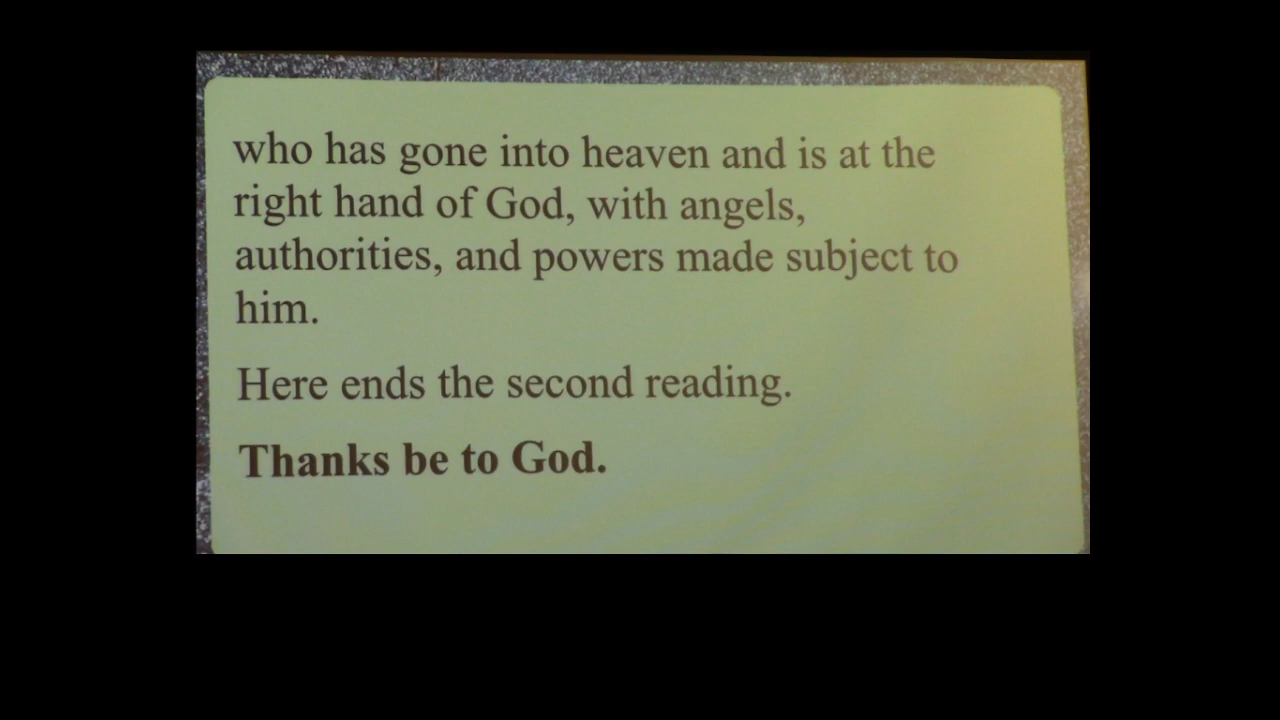 who has gone into heaven and is at the
right hand of God, with angels,
authorities, and powers made subject to
him.
Here ends the second reading.
Thanks be to God.